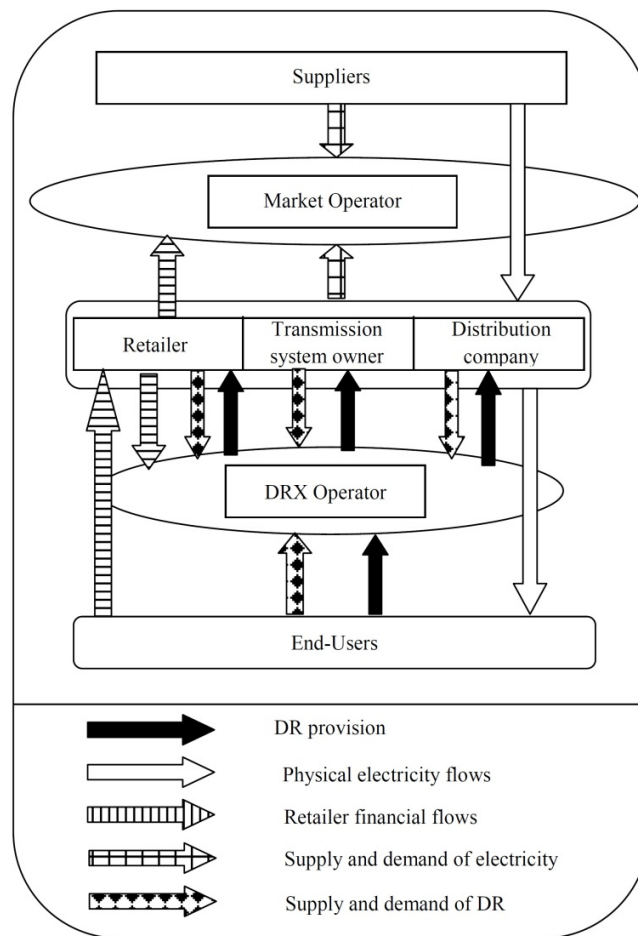 Suppliers
Market Operator
Retailer
Transmission
system owner
Distribution
company
DRX Operator
End-Users
DR provision
Physical electricity flows
Retailer financial flows
Supply and demand of electricity
Supply and demand of DR